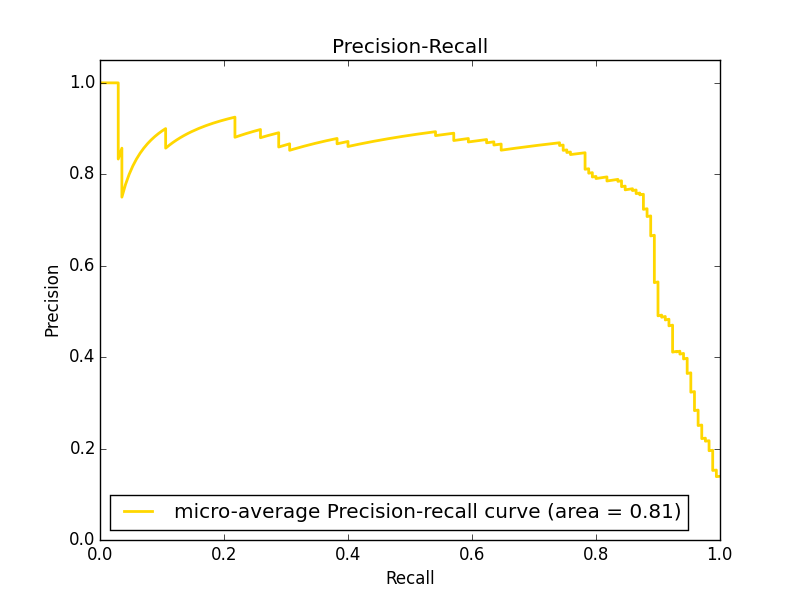 Precision-Recall
1.0
0.8
0.6
0.4
0.2
0.0
Precision
micro-average Precision-recall curve (area = 0.81)
0.0 0.2 0.4 0.6 0.8 1.0
Recall